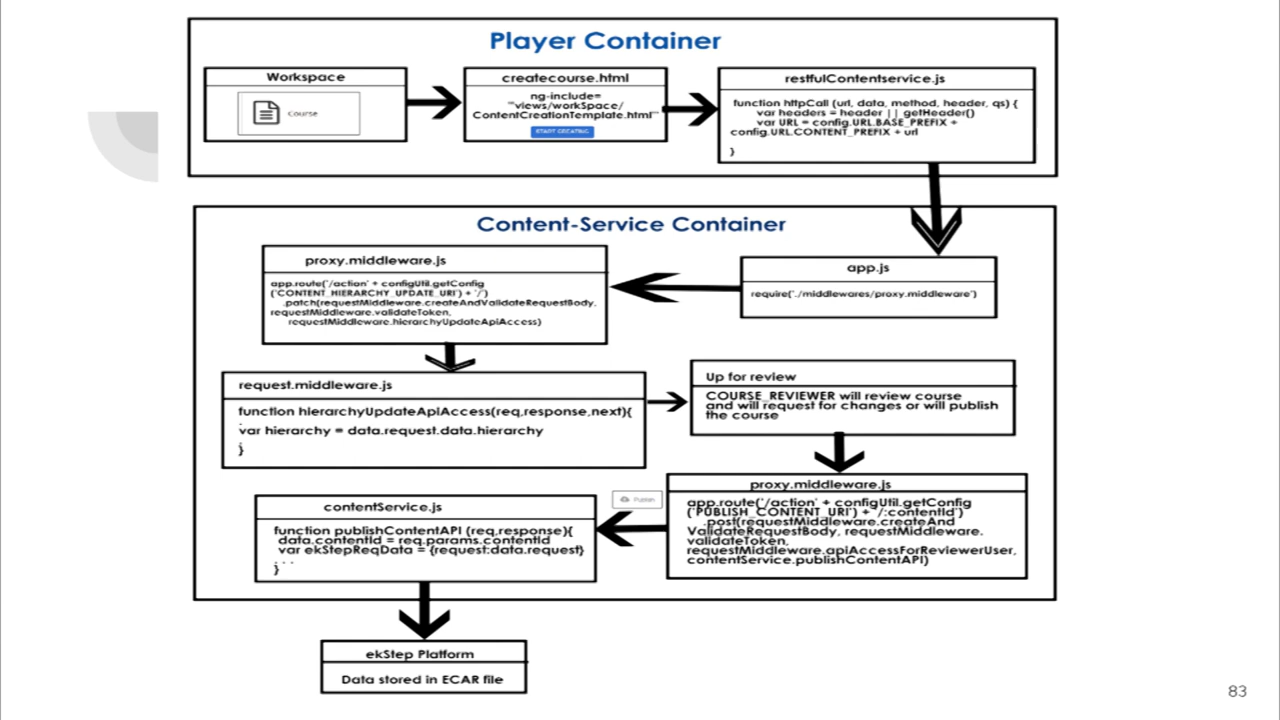 Player Container
Workspace
Course
createcourse.html
ng-include=
"'views/workSpace/
ContentCreationTemplate.html'"
START CREATING
restfulContentservice.js
function httpCall (url, data, method, header, qs) {
var headers = header || getHeader()
var URL = config.URL.BASE_PREFIX +
config.URL.CONTENT_PREFIX + url
}
Content-Service Container
app.js
require('./middlewares/proxy.middleware')
proxy.middleware.js
app.route('/action' + configUtil.getConfig
('CONTENT_HIERARCHY_UPDATE_URI') + '/')
.patch(requestMiddleware.createAndValidateRequestBody,
requestMiddleware.validateToken,
requestMiddleware.hierarchyUpdateApiAccess)
request.middleware.js
function hierarchyUpdateApiAccess(req,response,next){
.
var hierarchy = data.request.data.hierarchy
.
}
Up for review
COURSE_REVIEWER will review course
and will request for changes or will publish
the course
proxy.middleware.js
app.route('/action' + configUtil.getConfig
('PUBLISH_CONTENT_URI') + '/:contentId')
.post(requestMiddleware.createAnd
ValidateRequestBody, requestMiddleware.
validateToken,
requestMiddleware.apiAccessForReviewerUser,
contentService.publishContentAPI)
Publish
contentService.js
function publishContentAPI (req,response){
data.contentId = req.params.contentId
var ekStepReqData = {request:data.request}
. . .
}
ekStep Platform
Data stored in ECAR file
83